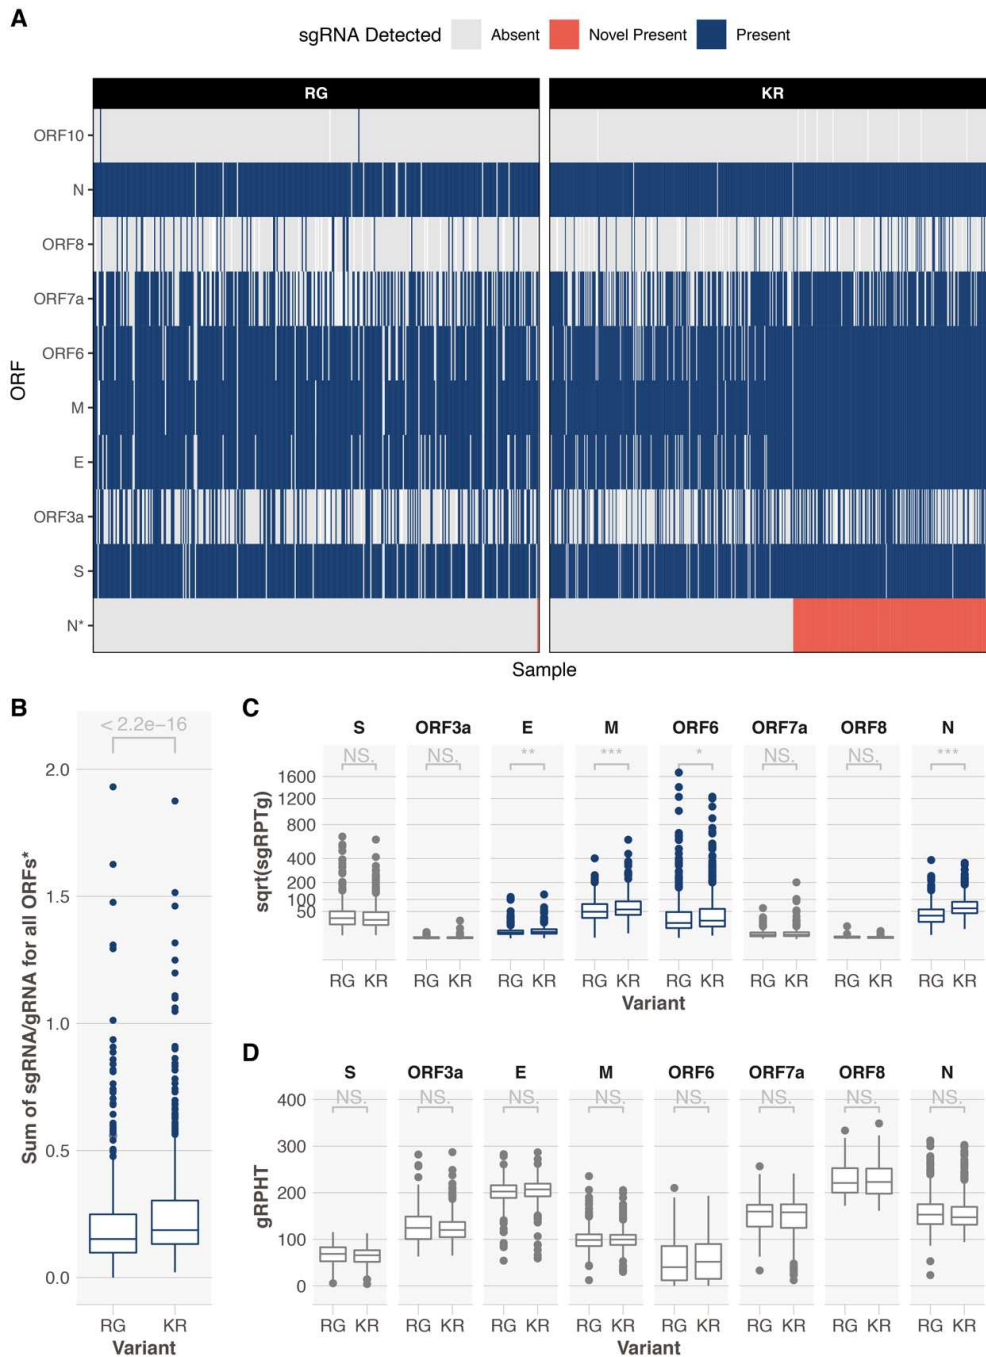 A
sgRNA Detected Absent Novel Present Present
RG KR
ORF10
N
ORF8
ORF7a
ORF6
M
E
ORF3a
S
N*
ORF
Sample
B
< 2.2e−16
2.0
1.5
1.0
0.5
0.0
Sum of sgRNA/gRNA for all ORFs*
RG KR
Variant
C
S ORF3a E M ORF6 ORF7a ORF8 N
NS. NS. ** *** * NS. NS. ***
1600
1200
800
400
200
100
50
sqrt(sgRPTg)
RG KR RG KR RG KR RG KR RG KR RG KR RG KR RG KR
Variant
D
S ORF3a E M ORF6 ORF7a ORF8 N
NS. NS. NS. NS. NS. NS. NS. NS.
400
300
200
100
0
gRPHT
RG KR RG KR RG KR RG KR RG KR RG KR RG KR RG KR
Variant